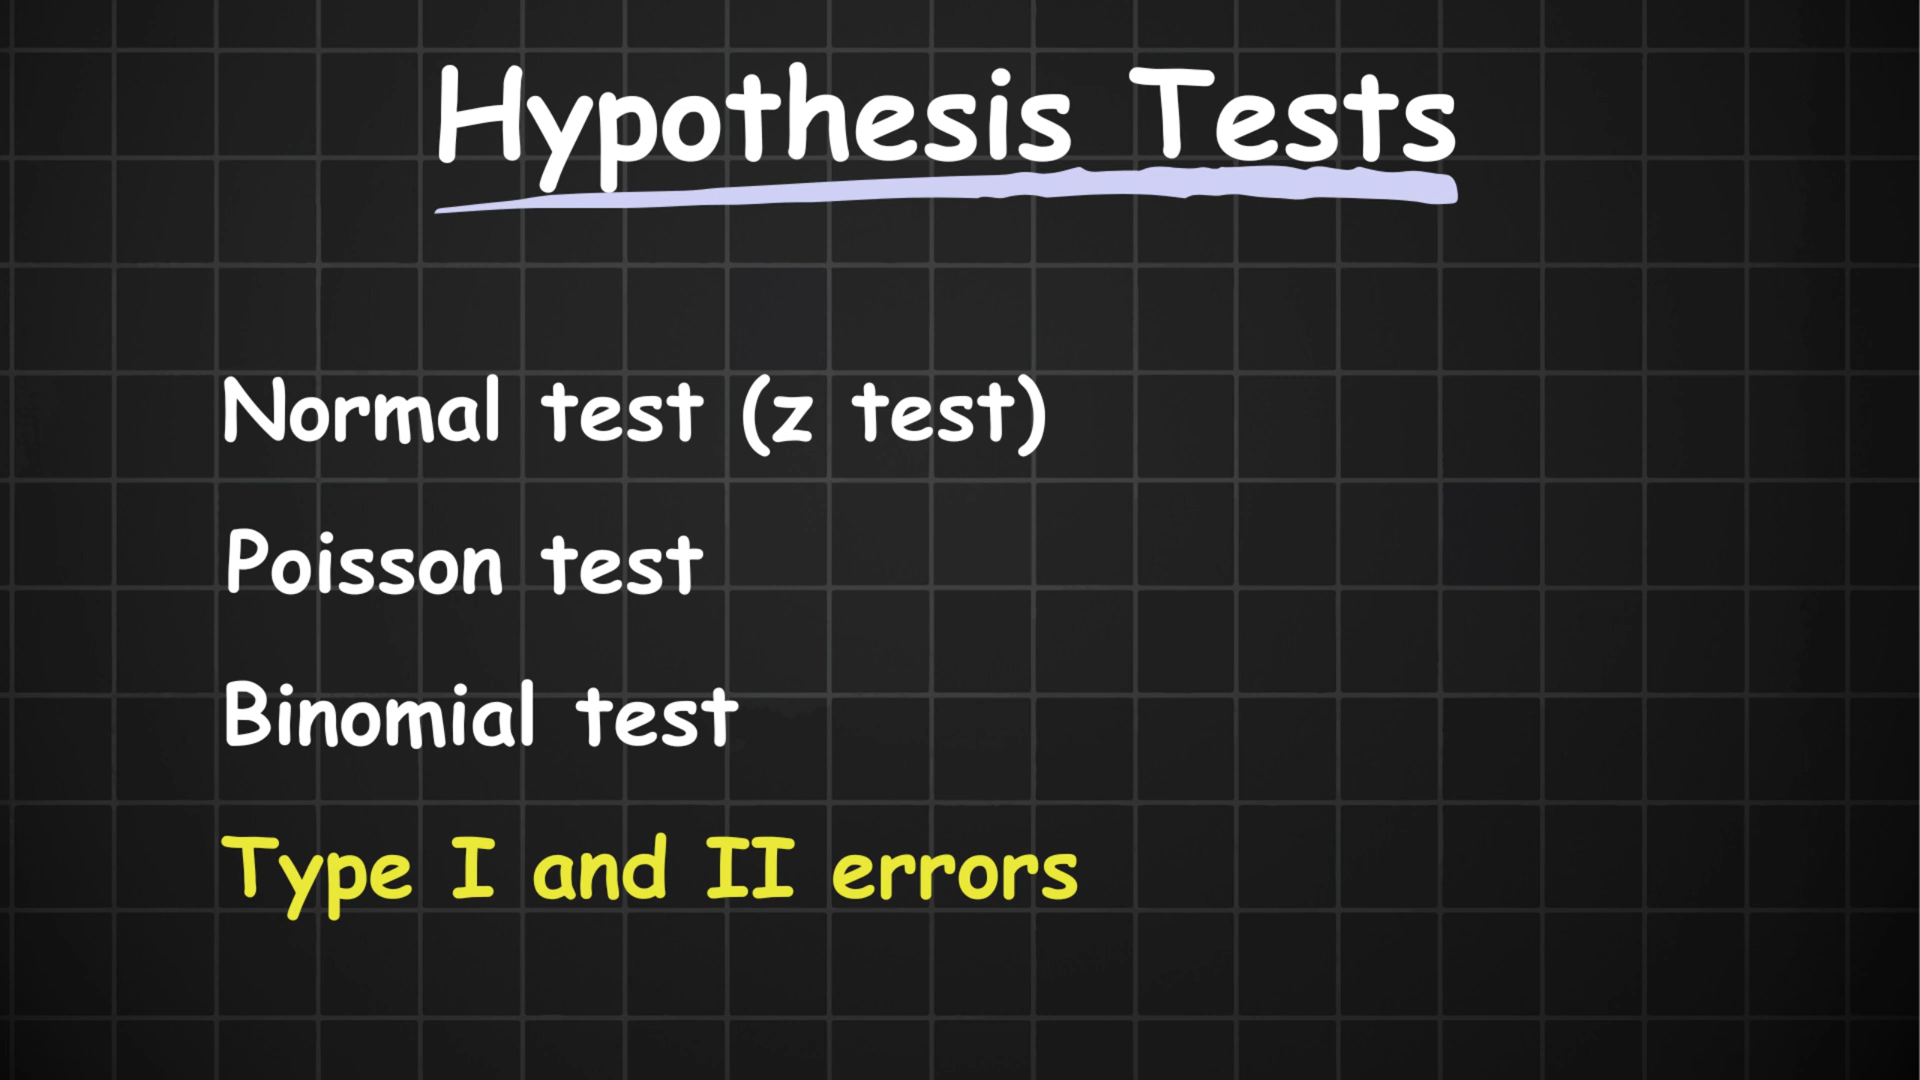 Hypothesis Tests
Normal test (z test)
Poisson test
Binomial test
Type I and II errors